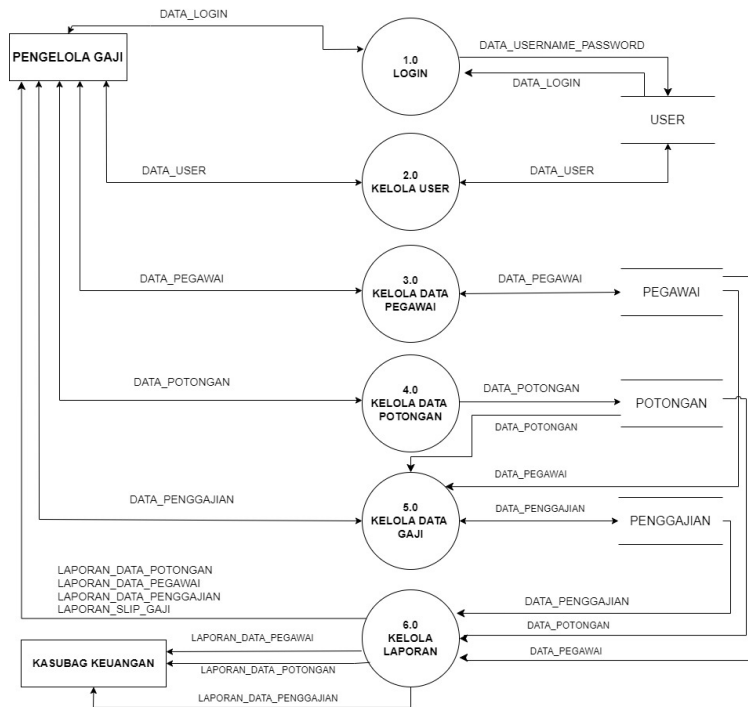 DATA_LOGIN
PENGELOLA GAJI
1.0
LOGIN
DATA_USERNAME_PASSWORD
DATA_LOGIN
USER
DATA_USER
2.0
KELOLA USER
DATA_USER
DATA_PEGAWAI
3.0
KELOLA DATA
PEGAWAI
DATA_PEGAWAI
PEGAWAI
DATA_POTONGAN
4.0
KELOLA DATA
POTONGAN
DATA_POTONGAN
POTONGAN
DATA_POTONGAN
DATA_PEGAWAI
DATA_PENGGAJIAN
5.0
KELOLA DATA
GAJI
DATA_PENGGAJIAN
PENGGAJIAN
LAPORAN_DATA_POTONGAN
LAPORAN_DATA_PEGAWAI
LAPORAN_DATA_PENGGAJIAN
LAPORAN_SLIP_GAJI
6.0
KELOLA
LAPORAN
DATA_PENGGAJIAN
DATA_POTONGAN
DATA_PEGAWAI
KASUBAG KEUANGAN
LAPORAN_DATA_PEGAWAI
LAPORAN_DATA_POTONGAN
LAPORAN_DATA_PENGGAJIAN